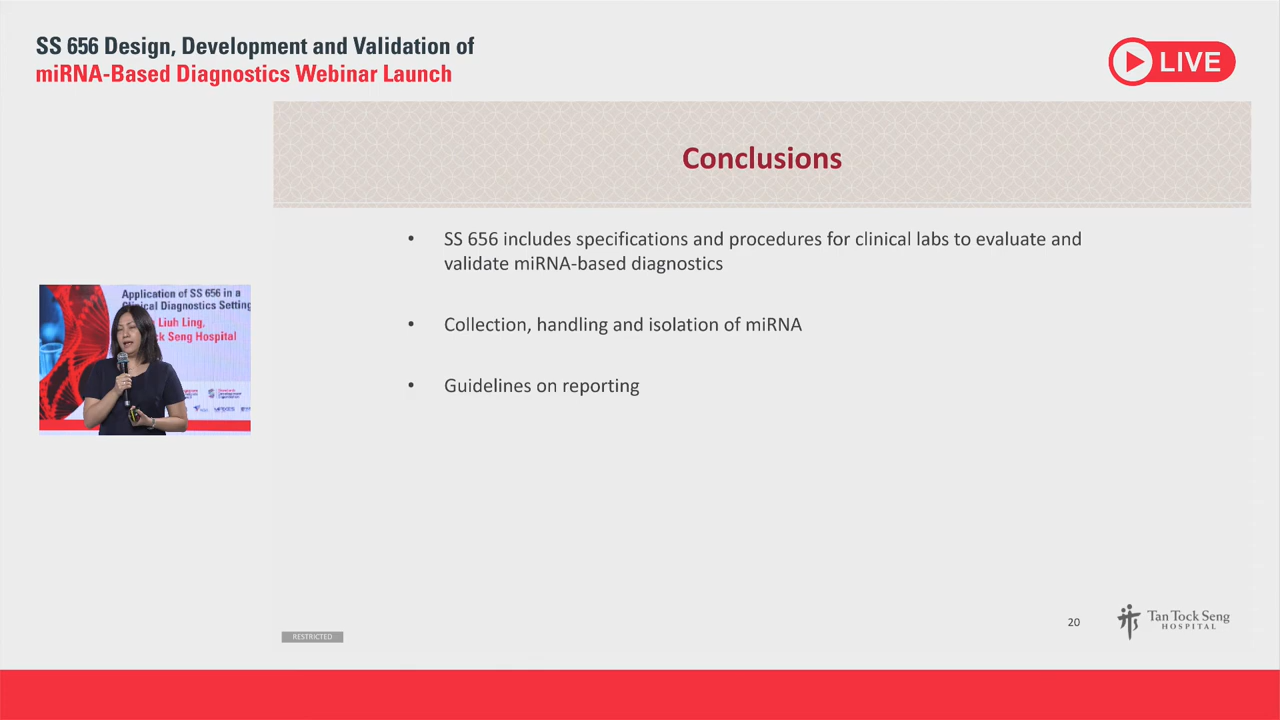 SS 656 Design, Development and Validation of
miRNA-Based Diagnostics Webinar Launch
LIVE
Conclusions
• SS 656 includes specifications and procedures for clinical labs to evaluate and
validate miRNA-based diagnostics
• Collection, handling and isolation of miRNA
• Guidelines on reporting
Application of SS 656 in a
Clinical Diagnostics Setting
Liuh Ling,
ck Seng Hospital
RESTRICTED
20
Tan Tock Seng
HOSPITAL